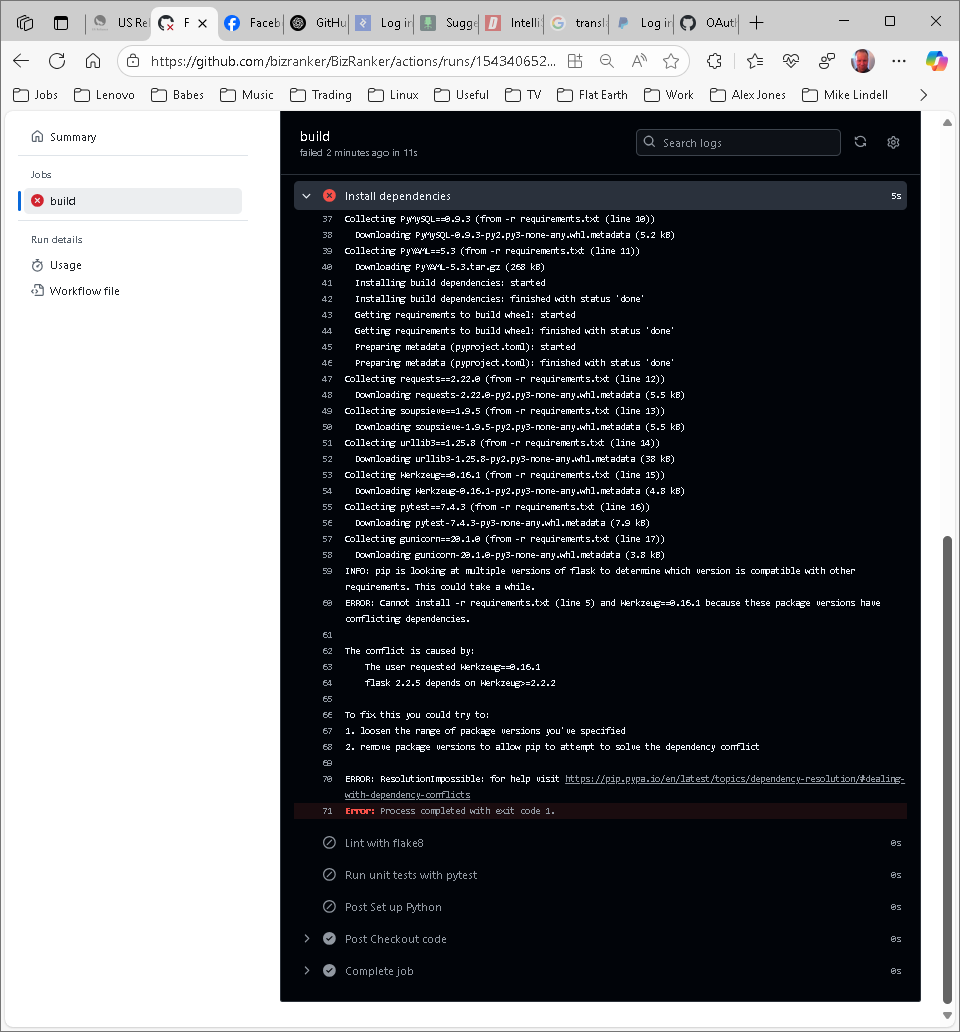 US Re
F
Faceb
GitHu
Log in
Sugge
Intelli
transla
Log in
OAuth
https://github.com/bizranker/BizRanker/actions/runs/154340652...
Jobs
Lenovo
Babes
Music
Trading
Linux
Useful
TV
Flat Earth
Work
Alex Jones
Mike Lindell
Summary
Jobs
build
Run details
Usage
Workflow file
build
failed 2 minutes ago in 11s
Search logs
Install dependencies
5s
37 Collecting PyMySQL==0.9.3 (from -r requirements.txt (line 10))
38 Downloading PyMySQL-0.9.3-py2.py3-none-any.whl.metadata (5.2 kB)
39 Collecting PyYAML==5.3 (from -r requirements.txt (line 11))
40 Downloading PyYAML-5.3.tar.gz (268 kB)
41 Installing build dependencies: started
42 Installing build dependencies: finished with status 'done'
43 Getting requirements to build wheel: started
44 Getting requirements to build wheel: finished with status 'done'
45 Preparing metadata (pyproject.toml): started
46 Preparing metadata (pyproject.toml): finished with status 'done'
47 Collecting requests==2.22.0 (from -r requirements.txt (line 12))
48 Downloading requests-2.22.0-py2.py3-none-any.whl.metadata (5.5 kB)
49 Collecting soupsieve==1.9.5 (from -r requirements.txt (line 13))
50 Downloading soupsieve-1.9.5-py2.py3-none-any.whl.metadata (5.5 kB)
51 Collecting urllib3==1.25.8 (from -r requirements.txt (line 14))
52 Downloading urllib3-1.25.8-py2.py3-none-any.whl.metadata (38 kB)
53 Collecting Werkzeug==0.16.1 (from -r requirements.txt (line 15))
54 Downloading Werkzeug-0.16.1-py2.py3-none-any.whl.metadata (4.8 kB)
55 Collecting pytest==7.4.3 (from -r requirements.txt (line 16))
56 Downloading pytest-7.4.3-py3-none-any.whl.metadata (7.9 kB)
57 Collecting gunicorn==20.1.0 (from -r requirements.txt (line 17))
58 Downloading gunicorn-20.1.0-py3-none-any.whl.metadata (3.8 kB)
59 INFO: pip is looking at multiple versions of flask to determine which version is compatible with other
requirements. This could take a while.
60 ERROR: Cannot install -r requirements.txt (line 5) and Werkzeug==0.16.1 because these package versions have
conflicting dependencies.
61
62 The conflict is caused by:
63 The user requested Werkzeug==0.16.1
64 flask 2.2.5 depends on Werkzeug>=2.2.2
65
66 To fix this you could try to:
67 1. loosen the range of package versions you've specified
68 2. remove package versions to allow pip to attempt to solve the dependency conflict
69
70 ERROR: ResolutionImpossible: for help visit https://pip.pypa.io/en/latest/topics/dependency-resolution/#dealing-
with-dependency-conflicts
71 Error: Process completed with exit code 1.
Lint with flake8
0s
Run unit tests with pytest
0s
Post Set up Python
0s
Post Checkout code
0s
Complete job
0s